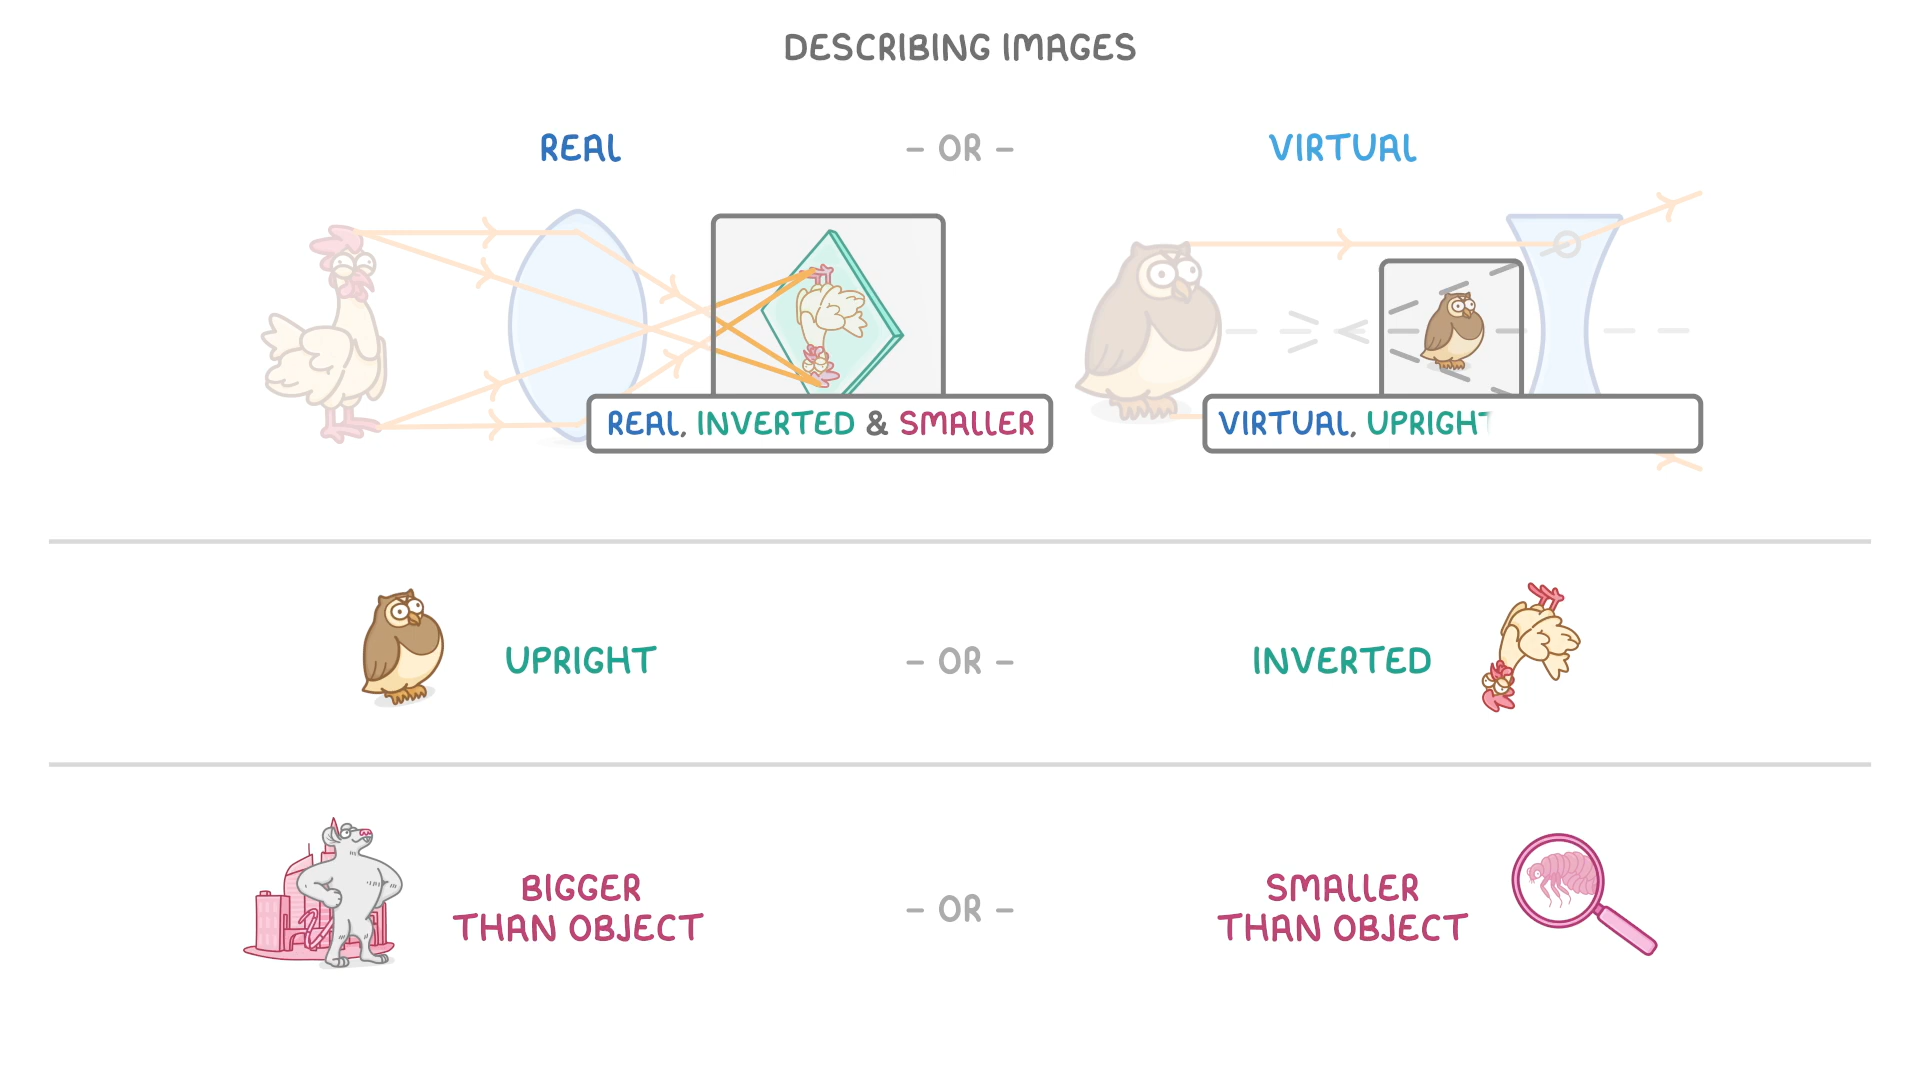 DESCRIBING IMAGES
REAL - OR - VIRTUAL
REAL, INVERTED & SMALLER
VIRTUAL, UPRIGHT
UPRIGHT - OR - INVERTED
BIGGER
THAN OBJECT
- OR -
SMALLER
THAN OBJECT